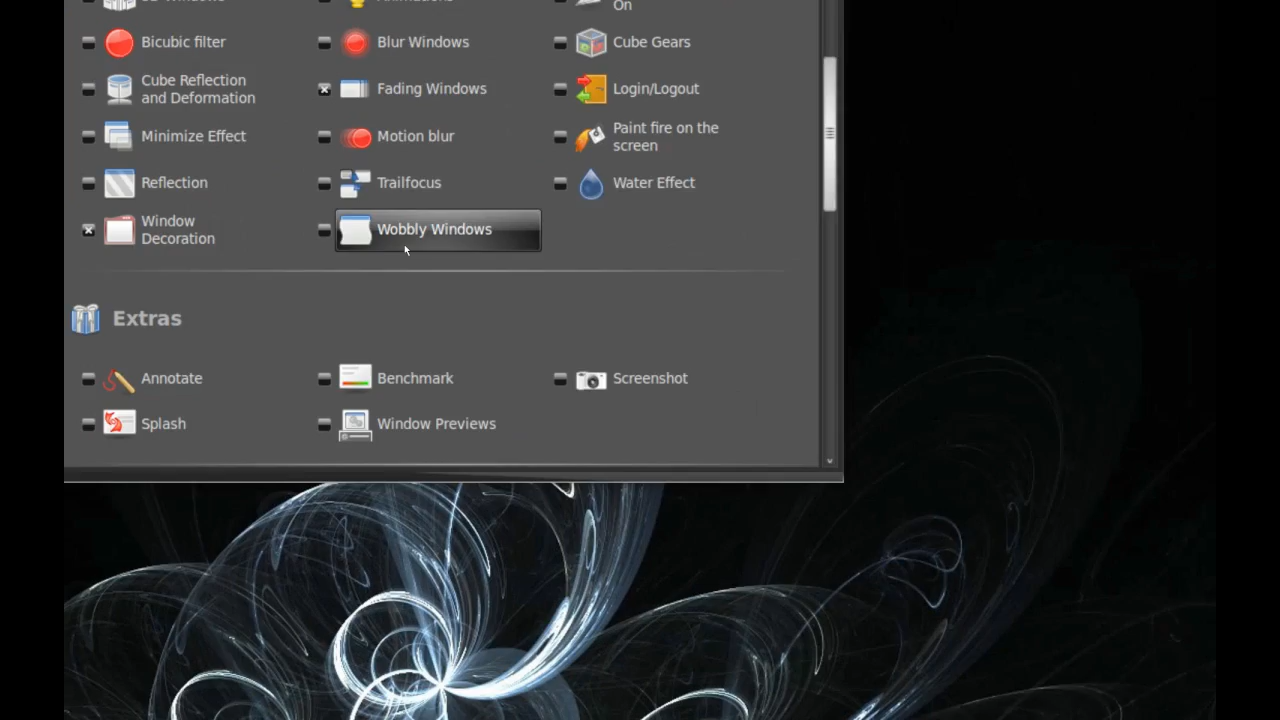 On
Bicubic filter
Blur Windows
Cube Gears
Cube Reflection
and Deformation
Fading Windows
Login/Logout
Minimize Effect
Motion blur
Paint fire on the
screen
Reflection
Trailfocus
Water Effect
Window
Decoration
Wobbly Windows
Extras
Annotate
Benchmark
Screenshot
Splash
Window Previews